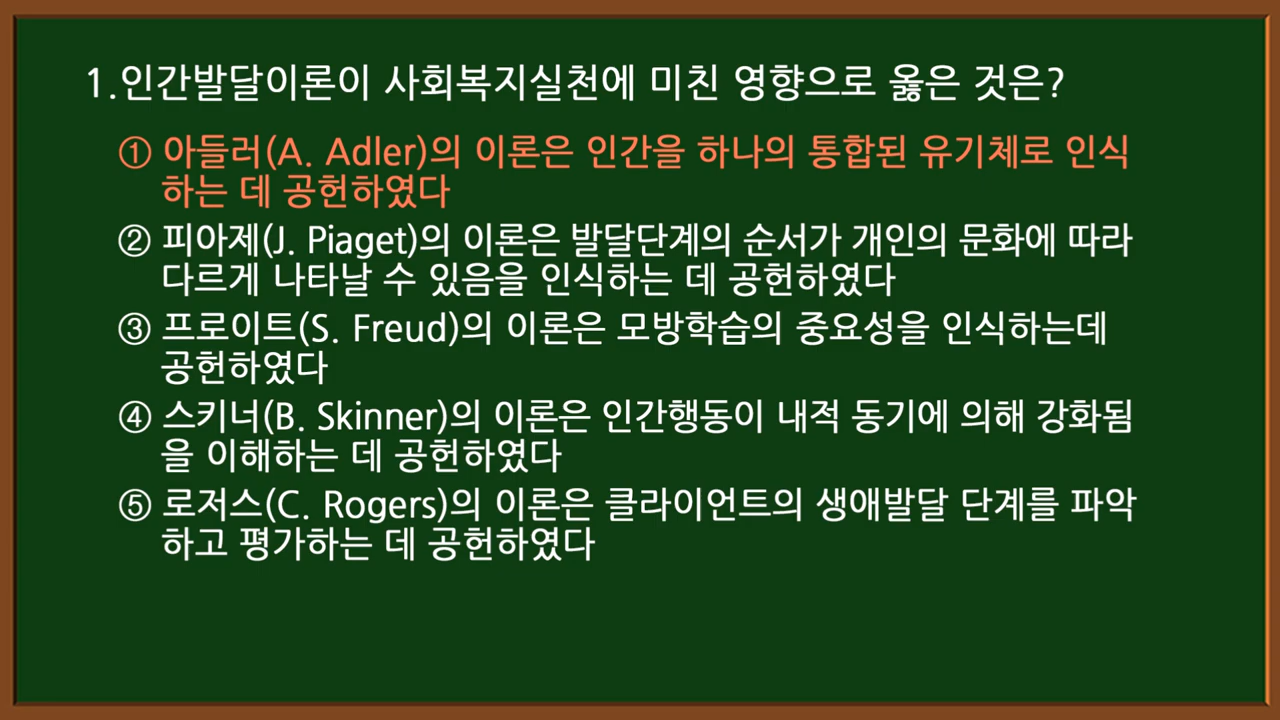 1.인간발달이론이 사회복지실천에 미친 영향으로 옳은 것은?
① 아들러(A. Adler)의 이론은 인간을 하나의 통합된 유기체로 인식
하는 데 공헌하였다
② 피아제(J. Piaget)의 이론은 발달단계의 순서가 개인의 문화에 따라
다르게 나타날 수 있음을 인식하는 데 공헌하였다
③ 프로이트(S. Freud)의 이론은 모방학습의 중요성을 인식하는데
공헌하였다
④ 스키너(B. Skinner)의 이론은 인간행동이 내적 동기에 의해 강화됨
을 이해하는 데 공헌하였다
⑤ 로저스(C. Rogers)의 이론은 클라이언트의 생애발달 단계를 파악
하고 평가하는 데 공헌하였다